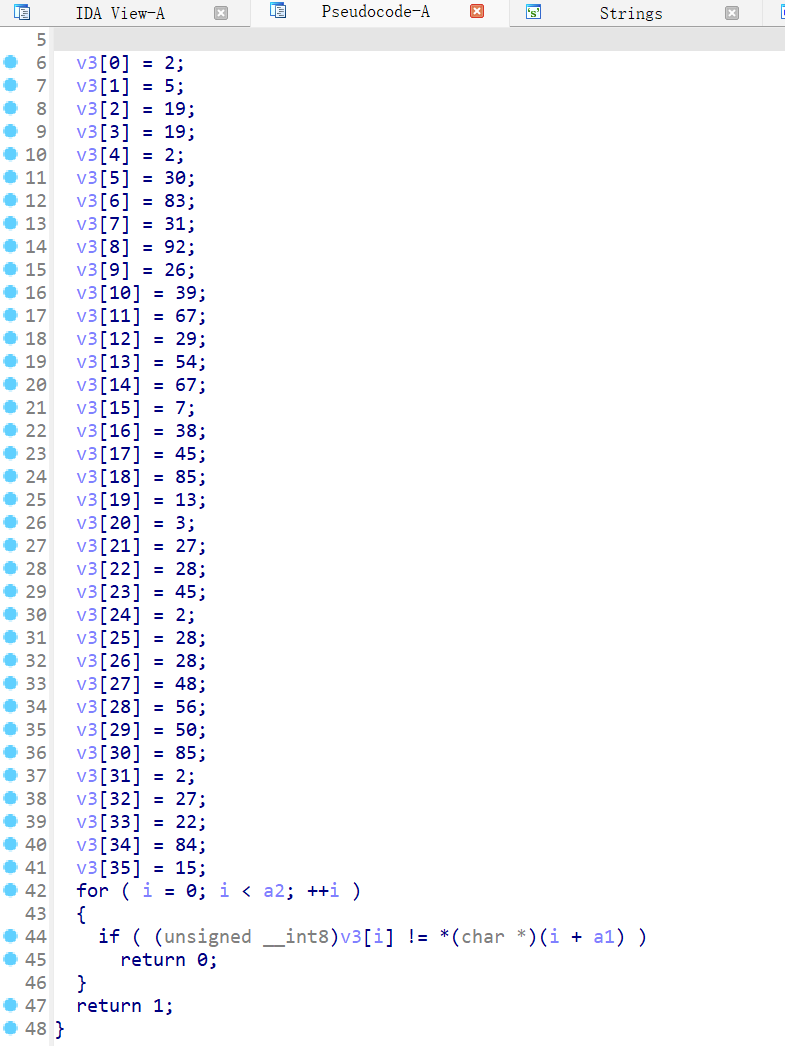 IDA View-A Pseudocode-A Strings
5
6 v3[0] = 2;
7 v3[1] = 5;
8 v3[2] = 19;
9 v3[3] = 19;
10 v3[4] = 2;
11 v3[5] = 30;
12 v3[6] = 83;
13 v3[7] = 31;
14 v3[8] = 92;
15 v3[9] = 26;
16 v3[10] = 39;
17 v3[11] = 67;
18 v3[12] = 29;
19 v3[13] = 54;
20 v3[14] = 67;
21 v3[15] = 7;
22 v3[16] = 38;
23 v3[17] = 45;
24 v3[18] = 85;
25 v3[19] = 13;
26 v3[20] = 3;
27 v3[21] = 27;
28 v3[22] = 28;
29 v3[23] = 45;
30 v3[24] = 2;
31 v3[25] = 28;
32 v3[26] = 28;
33 v3[27] = 48;
34 v3[28] = 56;
35 v3[29] = 50;
36 v3[30] = 85;
37 v3[31] = 2;
38 v3[32] = 27;
39 v3[33] = 22;
40 v3[34] = 84;
41 v3[35] = 15;
42 for ( i = 0; i < a2; ++i )
43 {
44 if ( (unsigned __int8)v3[i] != *(char *)(i + a1) )
45 return 0;
46 }
47 return 1;
48 }